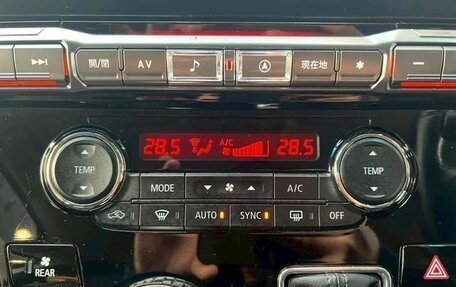 開/閉 AV 現在地
28.5 A/C 28.5
TEMP TEMP
MODE A/C
AUTO SYNC OFF
REAR